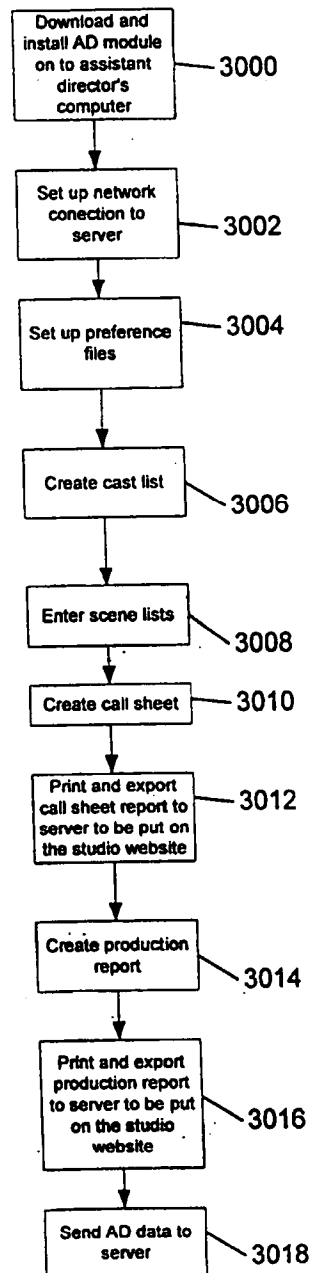 Download and
install AD module
on to assistant
director's
computer
3000
Set up network
conection to
server
3002
Set up preference
files
3004
Create cast list
3006
Enter scene lists
3008
Create call sheet
3010
Print and export
call sheet report to
server to be put on
the studio website
3012
Create production
report
3014
Print and export
production report
to server to be put
on the studio
website
3016
Send AD data to
server
3018